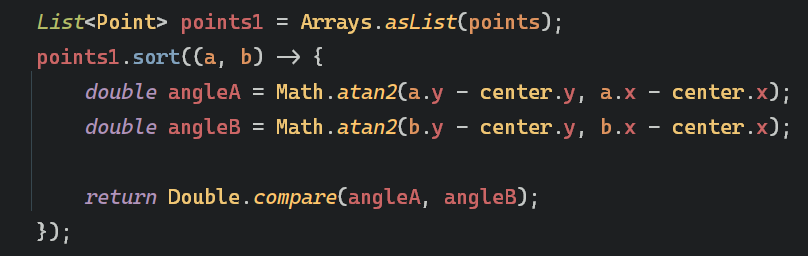 List<Point> points1 = Arrays.asList(points);
points1.sort((a, b) -> {
    double angleA = Math.atan2(a.y - center.y, a.x - center.x);
    double angleB = Math.atan2(b.y - center.y, b.x - center.x);

    return Double.compare(angleA, angleB);
});